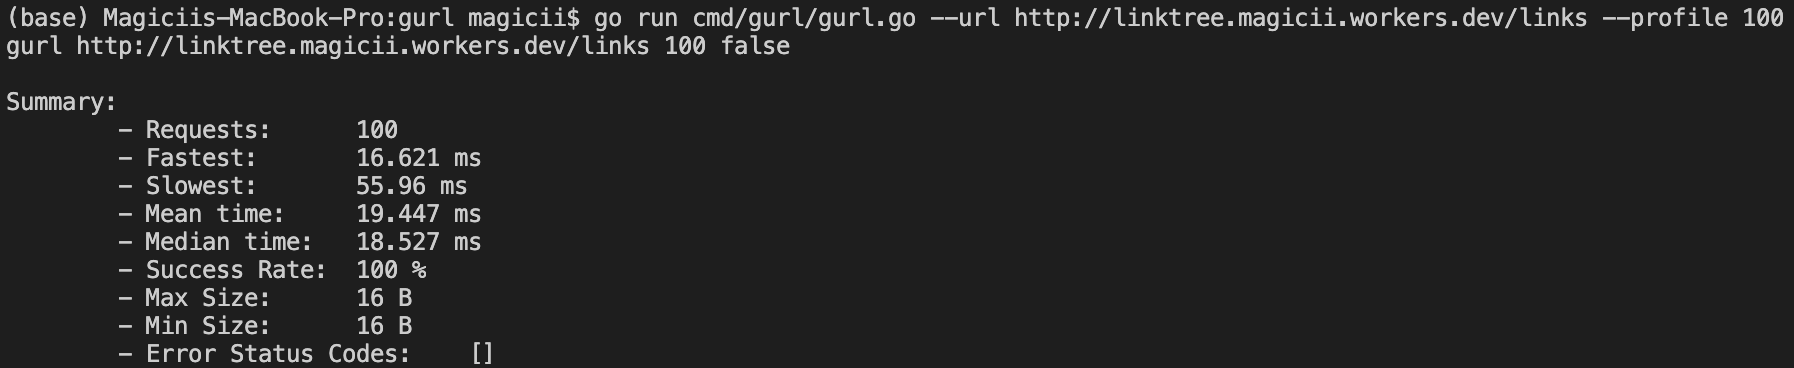 (base) Magiciis-MacBook-Pro:gurl magicii$ go run cmd/gurl/gurl.go --url http://linktree.magicii.workers.dev/links --profile 100
gurl http://linktree.magicii.workers.dev/links 100 false
Summary:
- Requests: 100
- Fastest: 16.621 ms
- Slowest: 55.96 ms
- Mean time: 19.447 ms
- Median time: 18.527 ms
- Success Rate: 100 %
- Max Size: 16 B
- Min Size: 16 B
- Error Status Codes: []